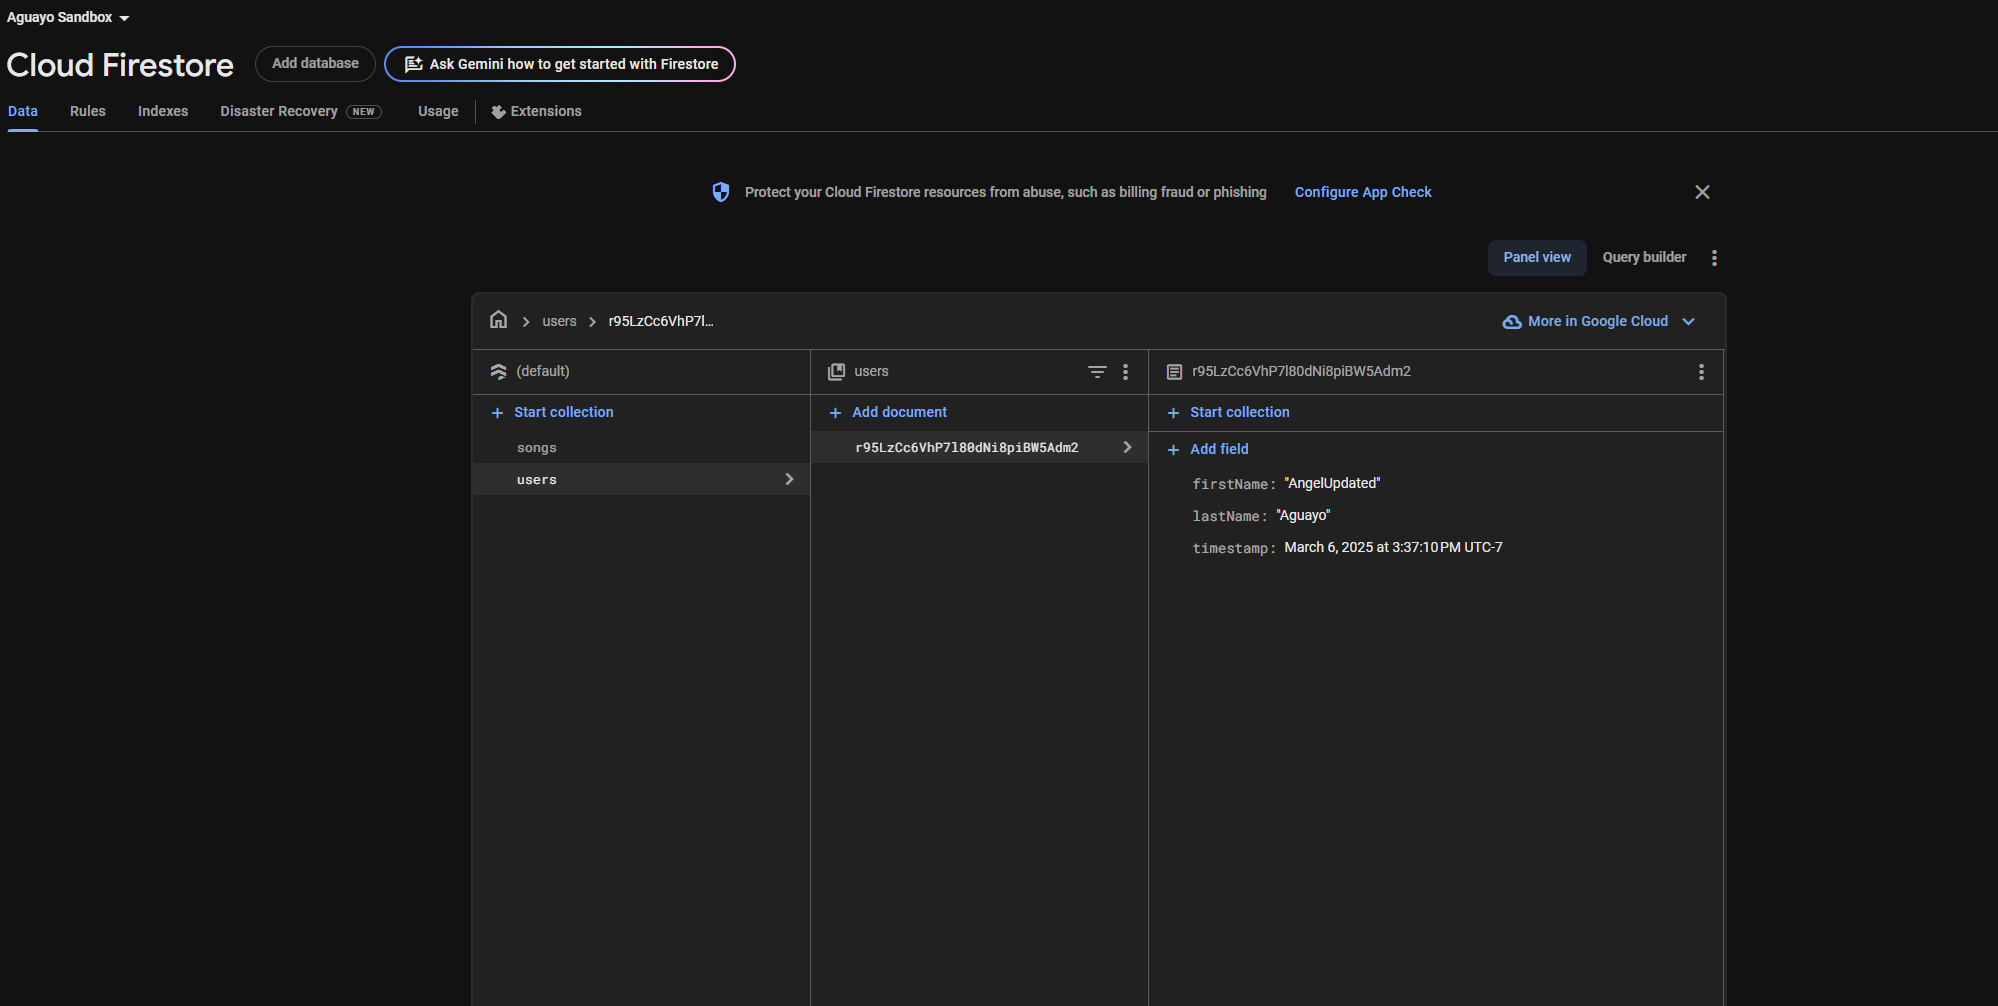 Aguayo Sandbox
Cloud Firestore
Add database
Ask Gemini how to get started with Firestore
Data
Rules
Indexes
Disaster Recovery NEW
Usage
Extensions
Protect your Cloud Firestore resources from abuse, such as billing fraud or phishing
Configure App Check
Panel view
Query builder
users
r95LzCc6VhP7l...
More in Google Cloud
(default)
Start collection
songs
users
users
Add document
r95LzCc6VhP7l80dNi8piBW5Adm2
r95LzCc6VhP7l80dNi8piBW5Adm2
Start collection
Add field
firstName: "AngelUpdated"
lastName: "Aguayo"
timestamp: March 6, 2025 at 3:37:10 PM UTC-7